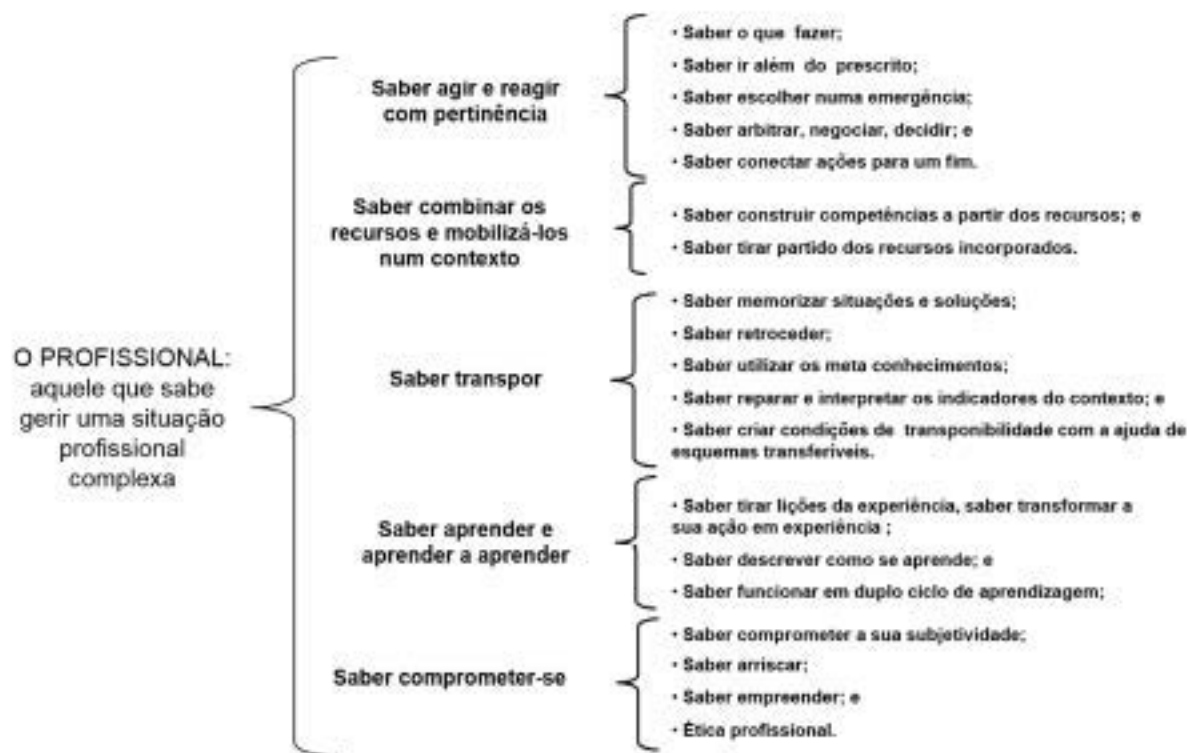 O PROFISSIONAL:
aquele que sabe
gerir uma situação
profissional
complexa
Saber agir e reagir
com pertinência
• Saber o que fazer;
• Saber ir além do prescrito;
• Saber escolher numa emergência;
• Saber arbitrar, negociar, decidir; e
• Saber conectar ações para um fim.
Saber combinar os
recursos e mobilizá-los
num contexto
• Saber construir competências a partir dos recursos; e
• Saber tirar partido dos recursos incorporados.
Saber transpor
• Saber memorizar situações e soluções;
• Saber retroceder;
• Saber utilizar os meta conhecimentos;
• Saber reparar e interpretar os indicadores do contexto; e
• Saber criar condições de transponibilidade com a ajuda de
esquemas transferíveis.
Saber aprender e
aprender a aprender
• Saber tirar lições da experiência, saber transformar a
sua ação em experiência ;
• Saber descrever como se aprende; e
• Saber funcionar em duplo ciclo de aprendizagem;
Saber comprometer-se
• Saber comprometer a sua subjetividade;
• Saber arriscar;
• Saber empreender; e
• Ética profissional.